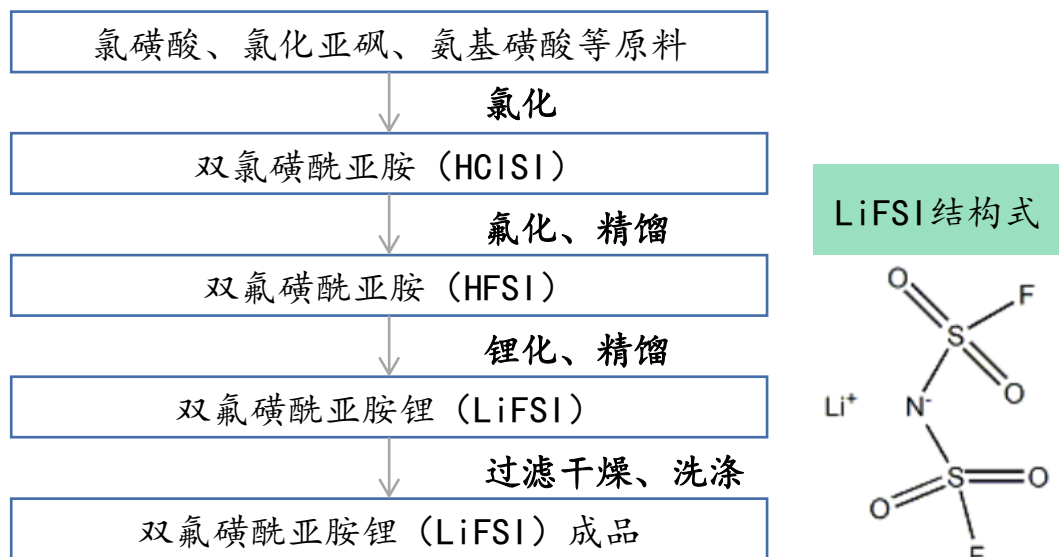 氯磺酸、氯化亚砜、氨基磺酸等原料
氯化
双氯磺酰亚胺（HClSI）
氟化、精馏
双氟磺酰亚胺（HFSI）
锂化、精馏
双氟磺酰亚胺锂（LiFSI）
过滤干燥、洗涤
双氟磺酰亚胺锂（LiFSI）成品
LiFSI结构式
O
F
S
O
Li⁺
N⁻
S
O
O
F